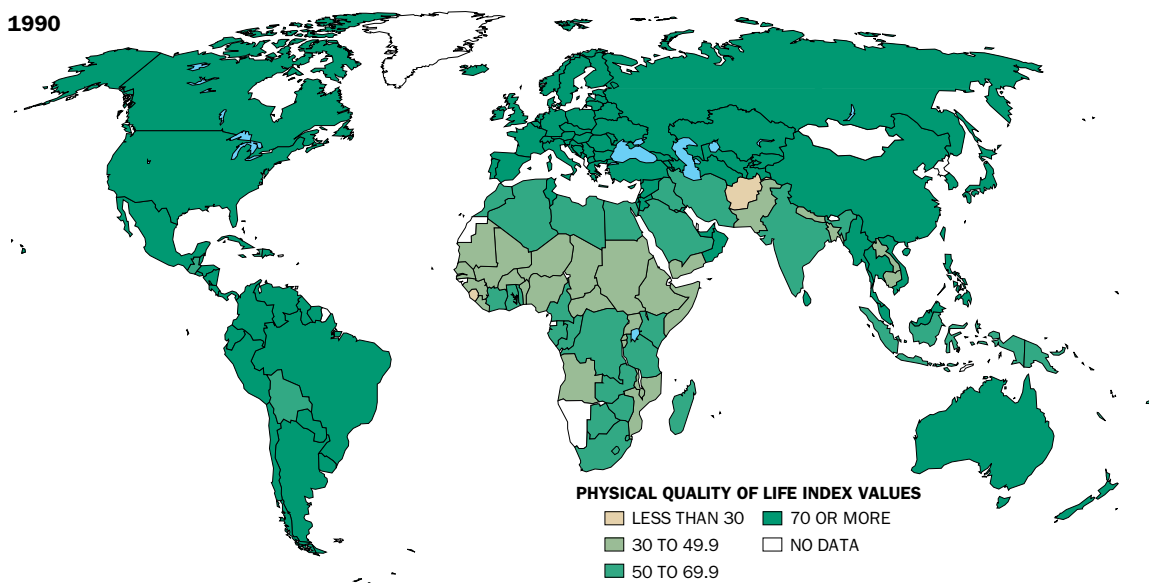 1990
PHYSICAL QUALITY OF LIFE INDEX VALUES
LESS THAN 30
70 OR MORE
30 TO 49.9
NO DATA
50 TO 69.9